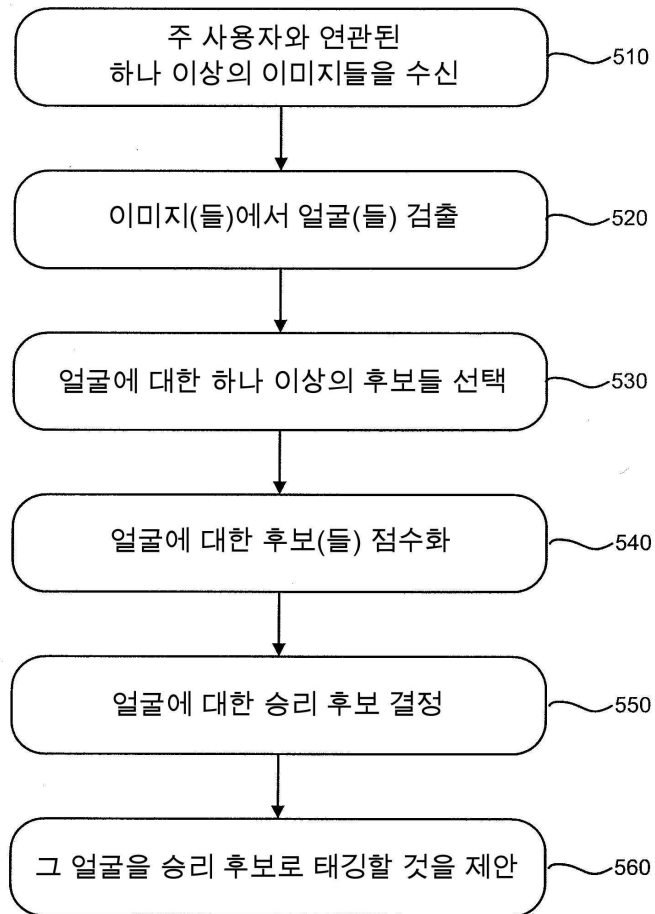 주 사용자와 연관된
하나 이상의 이미지들을 수신
510
이미지(들)에서 얼굴(들) 검출
520
얼굴에 대한 하나 이상의 후보들 선택
530
얼굴에 대한 후보(들) 점수화
540
얼굴에 대한 승리 후보 결정
550
그 얼굴을 승리 후보로 태깅할 것을 제안
560